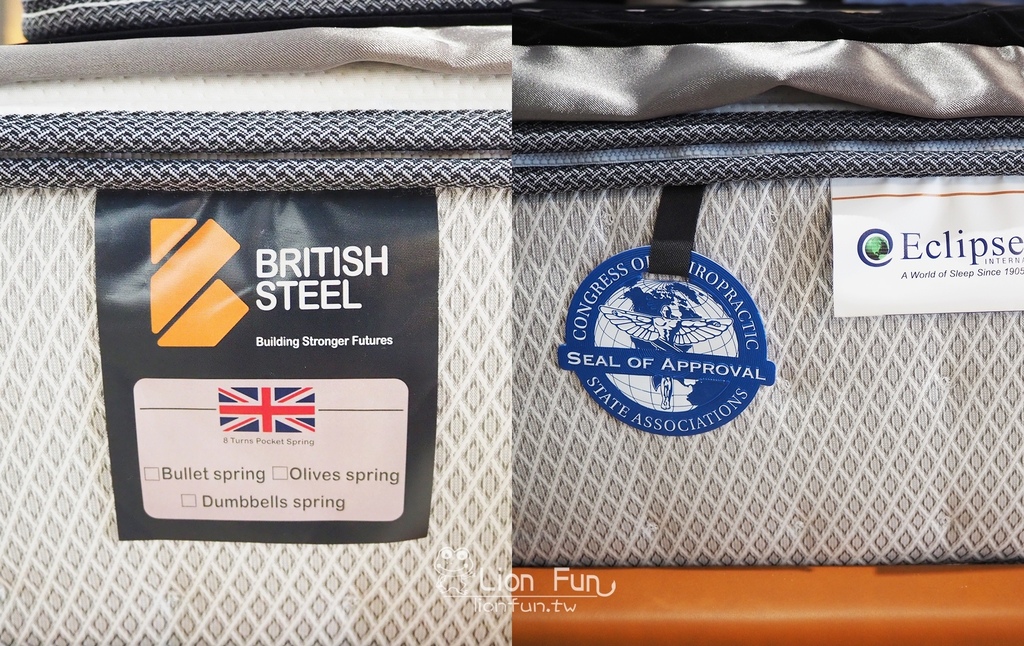 BRITISH
STEEL
Building Stronger Futures
8 Turns Pocket Spring
□Bullet spring □Olives spring
□ Dumbbells spring
CONGRESS OF CHIROPRACTIC
SEAL OF APPROVAL
STATE ASSOCIATIONS
Eclipse
INTERNA
A World of Sleep Since 1905
Lion Fun
lionfun.tw